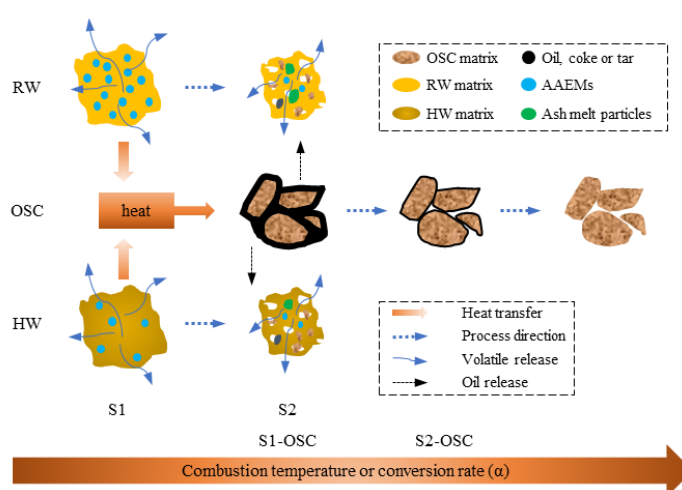 RW
OSC matrix
Oil, coke or tar
RW matrix
AAEMs
HW matrix
Ash melt particles
OSC
heat
HW
Heat transfer
Process direction
Volatile release
Oil release
S1
S2
S1-OSC
S2-OSC
Combustion temperature or conversion rate (α)